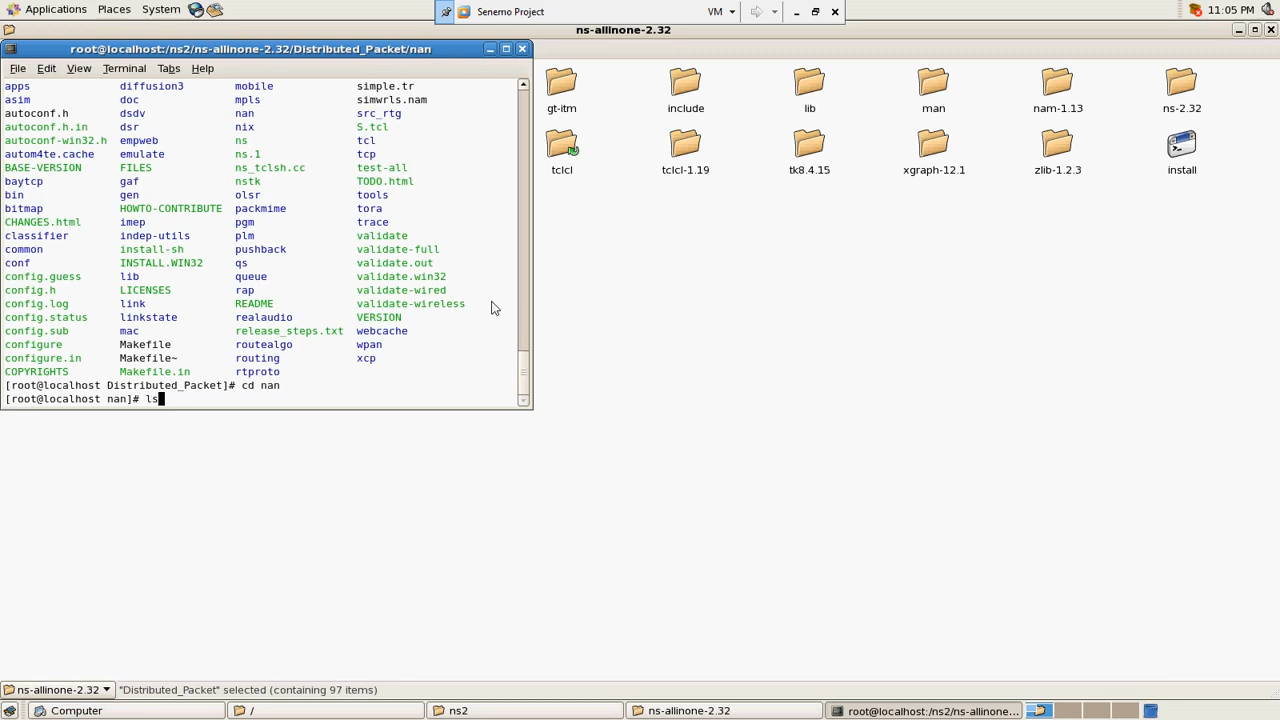 Applications Places System
Senemo Project VM
11:05 PM
ns-allinone-2.32
root@localhost:/ns2/ns-allinone-2.32/Distributed_Packet/nan
File Edit View Terminal Tabs Help
apps diffusion3 mobile simple.tr
asim doc mpls simwrls.nam
autoconf.h dsdv nan src_rtg
autoconf.h.in dsr nix S.tcl
autoconf-win32.h empweb ns tcl
autom4te.cache emulate ns.1 tcp
BASE-VERSION FILES ns_tclsh.cc test-all
baytcp gaf nstk TODO.html
bin gen olsr tools
bitmap HOWTO-CONTRIBUTE packmime tora
CHANGES.html imep pgm trace
classifier indep-utils plm validate
common install-sh pushback validate-full
conf INSTALL.WIN32 qs validate.out
config.guess lib queue validate.win32
config.h LICENSES rap validate-wired
config.log link README validate-wireless
config.status linkstate realaudio VERSION
config.sub mac release_steps.txt webcache
configure Makefile routealgo wpan
configure.in Makefile~ routing xcp
COPYRIGHTS Makefile.in rtproto
[root@localhost Distributed_Packet]# cd nan
[root@localhost nan]# ls
gt-itm include lib man nam-1.13 ns-2.32
tclcl tclcl-1.19 tk8.4.15 xgraph-12.1 zlib-1.2.3 install
ns-allinone-2.32 "Distributed_Packet" selected (containing 97 items)
Computer / ns2 ns-allinone-2.32 root@localhost:/ns2/ns-allinone...